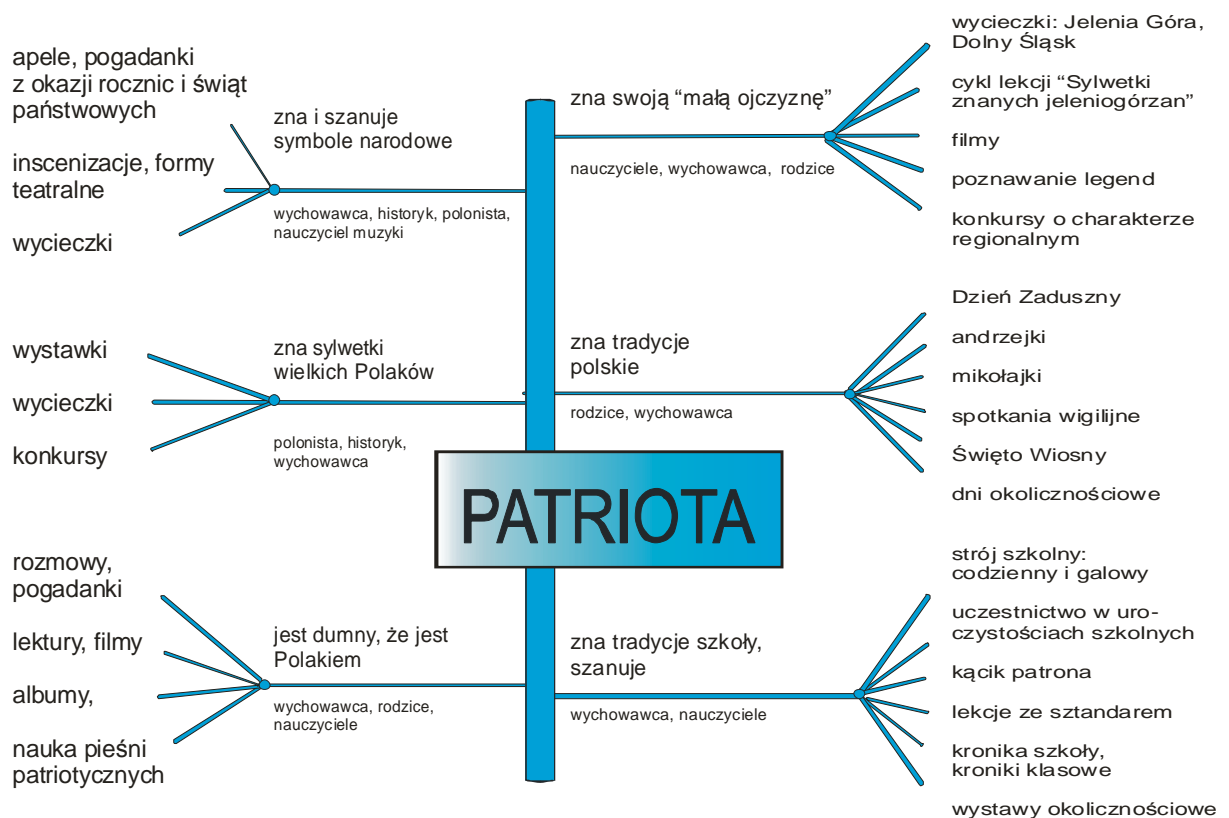 apele, pogadanki
z okazji rocznic i świąt
państwowych
inscenizacje, formy
teatralne
wycieczki
zna i szanuje
symbole narodowe
wychowawca, historyk, polonista,
nauczyciel muzyki
wystawki
wycieczki
konkursy
zna sylwetki
wielkich Polaków
polonista, historyk,
wychowawca
rozmowy,
pogadanki
lektury, filmy
albumy,
nauka pieśni
patriotycznych
jest dumny, że jest
Polakiem
wychowawca, rodzice,
nauczyciele
PATRIOTA
zna swoją “małą ojczyznę”
nauczyciele, wychowawca, rodzice
wycieczki: Jelenia Góra,
Dolny Śląsk
cykl lekcji “Sylwetki
znanych jeleniogórzan”
filmy
poznawanie legend
konkursy o charakterze
regionalnym
zna tradycje
polskie
rodzice, wychowawca
Dzień Zaduszny
andrzejki
mikołajki
spotkania wigilijne
Święto Wiosny
dni okolicznościowe
zna tradycje szkoły,
szanuje
wychowawca, nauczyciele
strój szkolny:
codzienny i galowy
uczestnictwo w uro-
czystościach szkolnych
kącik patrona
lekcje ze sztandarem
kronika szkoły,
kroniki klasowe
wystawy okolicznościowe